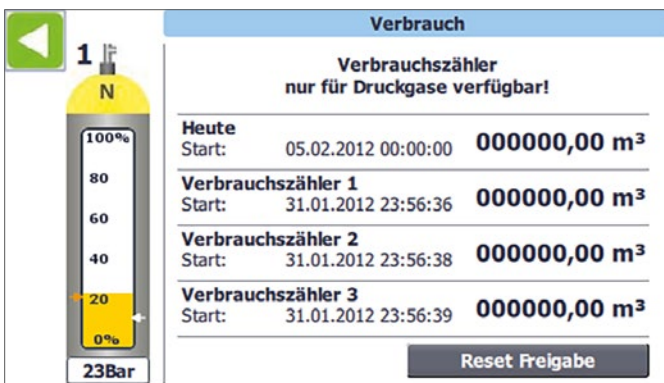 Verbrauch
1
N
100%
80
60
40
20
0%
23Bar
Verbrauchszähler
nur für Druckgase verfügbar!
Heute
Start: 05.02.2012 00:00:00 000000,00 m³
Verbrauchszähler 1
Start: 31.01.2012 23:56:36 000000,00 m³
Verbrauchszähler 2
Start: 31.01.2012 23:56:38 000000,00 m³
Verbrauchszähler 3
Start: 31.01.2012 23:56:39 000000,00 m³
Reset Freigabe